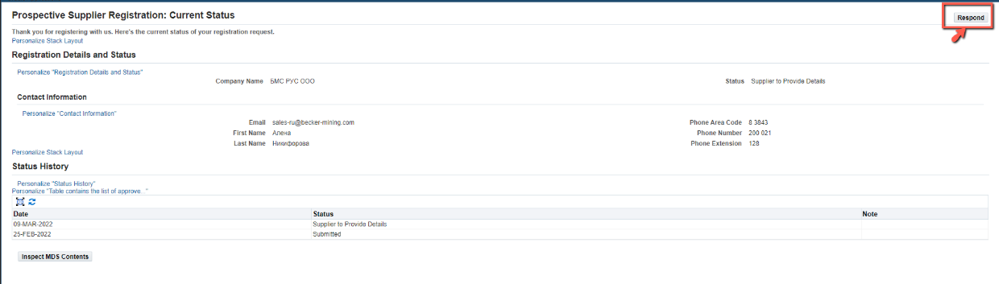 Prospective Supplier Registration: Current Status
Respond
Thank you for registering with us. Here's the current status of your registration request.
Personalize Stack Layout
Registration Details and Status
Personalize "Registration Details and Status"
Company Name БМС РУС ООО Status Supplier to Provide Details
Contact Information
Personalize "Contact Information"
Email sales-ru@becker-mining.com Phone Area Code 8 3843
First Name Алена Phone Number 200 021
Last Name Никифорова Phone Extension 128
Personalize Stack Layout
Status History
Personalize "Status History"
Personalize "Table contains the list of approve..."
Date Status Note
09-MAR-2022 Supplier to Provide Details
25-FEB-2022 Submitted
Inspect MDS Contents